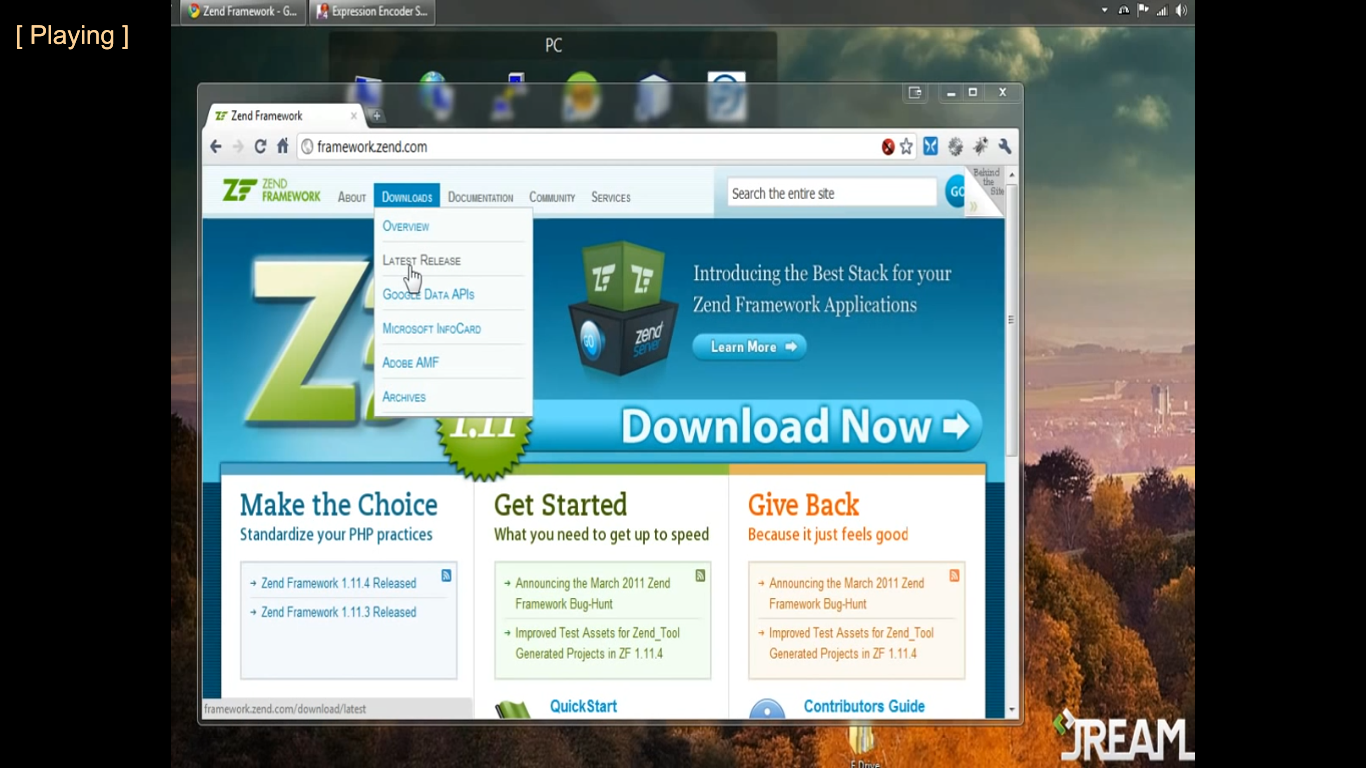 [ Playing ]
Zend Framework - G...
Expression Encoder S...
PC
Zend Framework
framework.zend.com
ZF ZEND FRAMEWORK
ABOUT
DOWNLOADS
DOCUMENTATION
COMMUNITY
SERVICES
Search the entire site
GO
Behind
the
Site
OVERVIEW
LATEST RELEASE
GOOGLE DATA APIS
MICROSOFT INFOCARD
ADOBE AMF
ARCHIVES
Z
ZF ZF
GO zend server
Introducing the Best Stack for your
Zend Framework Applications
Learn More
1.11
Download Now
Make the Choice
Standardize your PHP practices
Zend Framework 1.11.4 Released
Zend Framework 1.11.3 Released
Get Started
What you need to get up to speed
Announcing the March 2011 Zend
Framework Bug-Hunt
Improved Test Assets for Zend_Tool
Generated Projects in ZF 1.11.4
QuickStart
Give Back
Because it just feels good
Announcing the March 2011 Zend
Framework Bug-Hunt
Improved Test Assets for Zend_Tool
Generated Projects in ZF 1.11.4
Contributors Guide
framework.zend.com/download/latest
JREAM